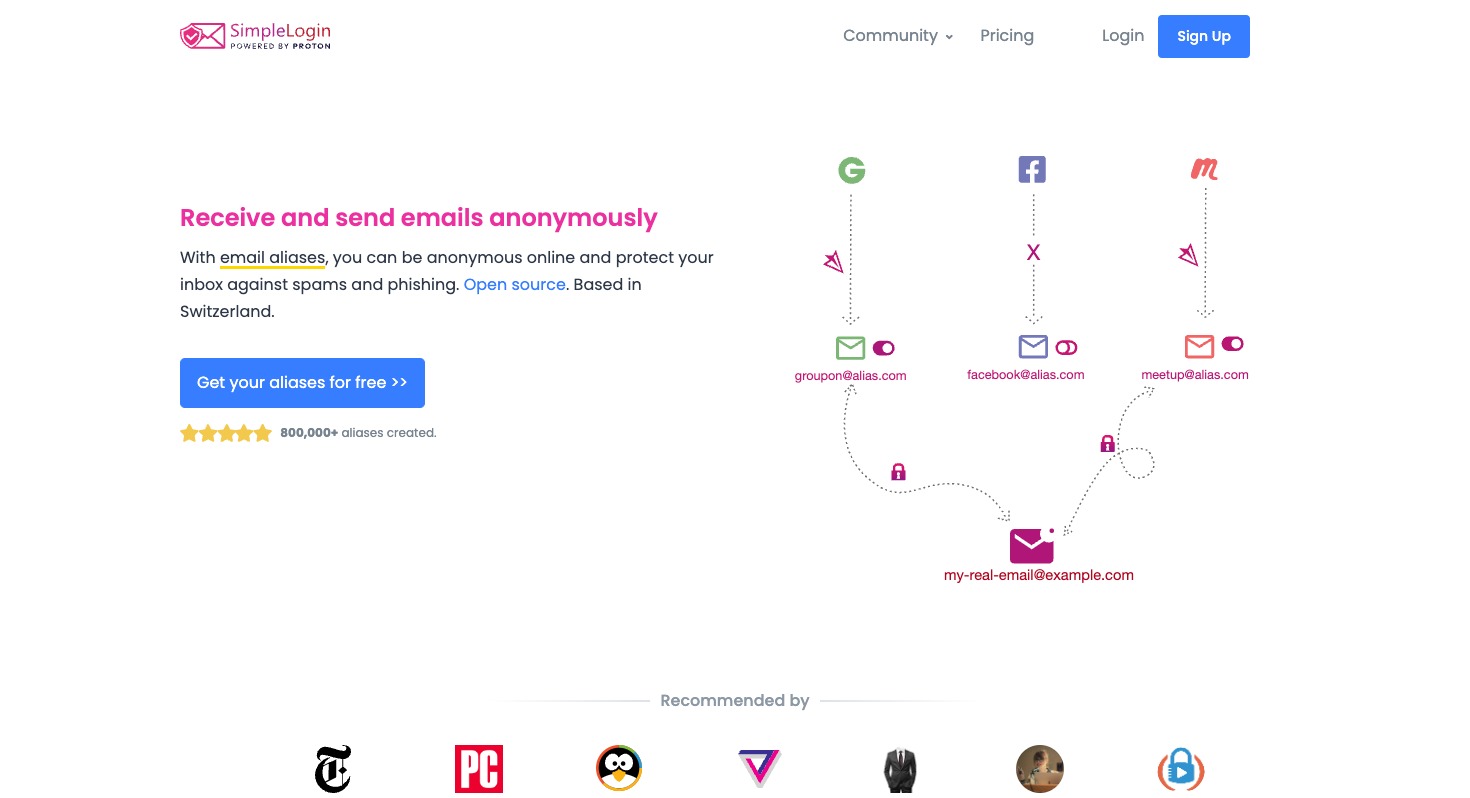 SimpleLogin
POWERED BY PROTON
Community
Pricing
Login
Sign Up
Receive and send emails anonymously
With email aliases, you can be anonymous online and protect your
inbox against spams and phishing. Open source. Based in
Switzerland.
Get your aliases for free >>
800,000+ aliases created.
X
groupon@alias.com
facebook@alias.com
meetup@alias.com
my-real-email@example.com
Recommended by
PC